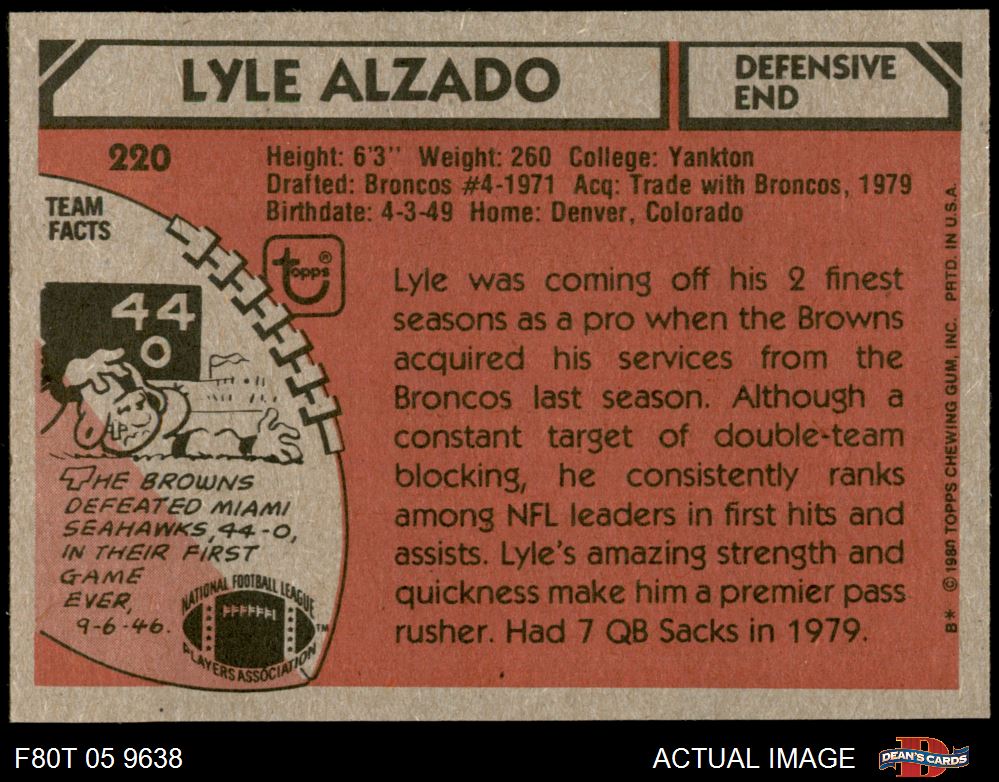 LYLE ALZADO
DEFENSIVE
END
220
Height: 6'3" Weight: 260 College: Yankton
Drafted: Broncos #4-1971 Acq: Trade with Broncos, 1979
Birthdate: 4-3-49 Home: Denver, Colorado
TEAM
FACTS
topps®
44
0
THE BROWNS
DEFEATED MIAMI
SEAHAWKS, 44-0,
IN THEIR FIRST
GAME
EVER,
9-6-46.
NATIONAL FOOTBALL LEAGUE
PLAYERS ASSOCIATION
TM
Lyle was coming off his 2 finest
seasons as a pro when the Browns
acquired his services from the
Broncos last season. Although a
constant target of double-team
blocking, he consistently ranks
among NFL leaders in first hits and
assists. Lyle's amazing strength and
quickness make him a premier pass
rusher. Had 7 QB Sacks in 1979.
B* © 1980 TOPPS CHEWING GUM, INC. PRTD. IN U.S.A.
F80T 05 9638
ACTUAL IMAGE
DEAN'S CARDS